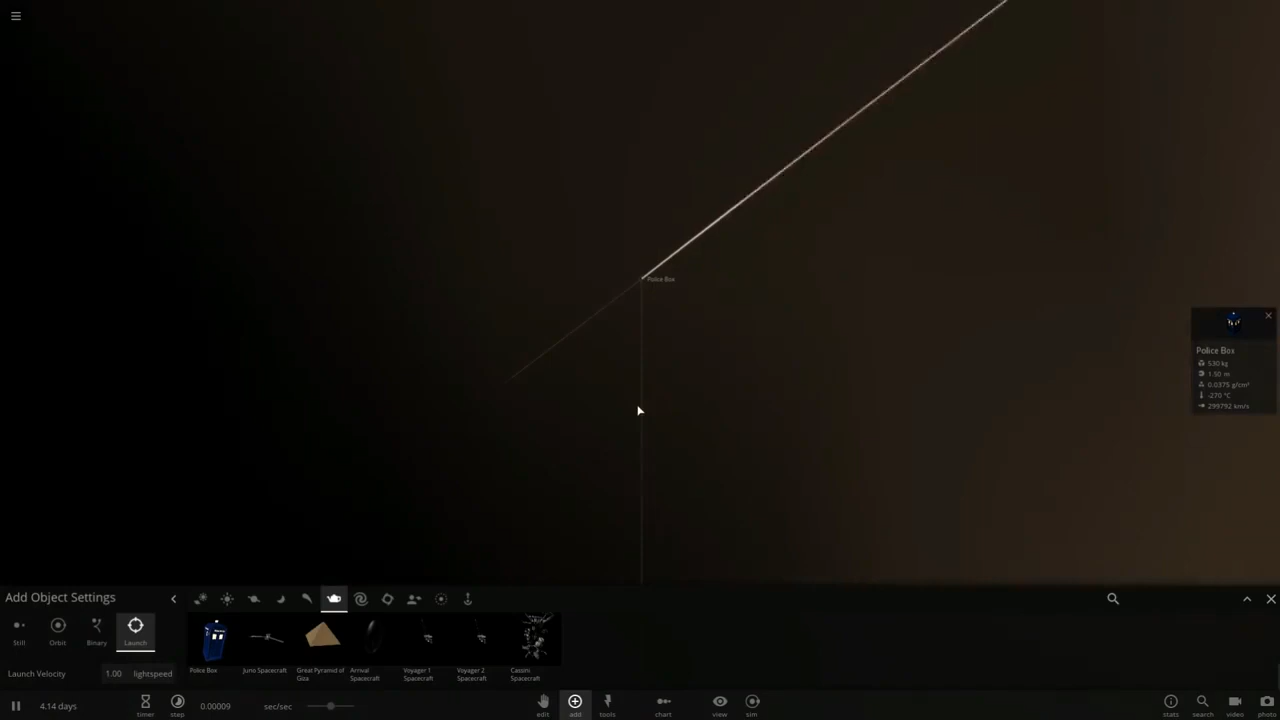 Police Box
Police Box
530 kg
1.50 m
0.0375 g/cm³
-270 °C
299792 km/s
Add Object Settings
Still
Orbit
Binary
Launch
Launch Velocity
1.00
lightspeed
Police Box
Juno Spacecraft
Great Pyramid of
Giza
Arrival
Spacecraft
Voyager 1
Spacecraft
Voyager 2
Spacecraft
Cassini
Spacecraft
4.14 days
timer
step
0.00009
sec/sec
edit
add
tools
chart
view
sim
stats
search
video
photo